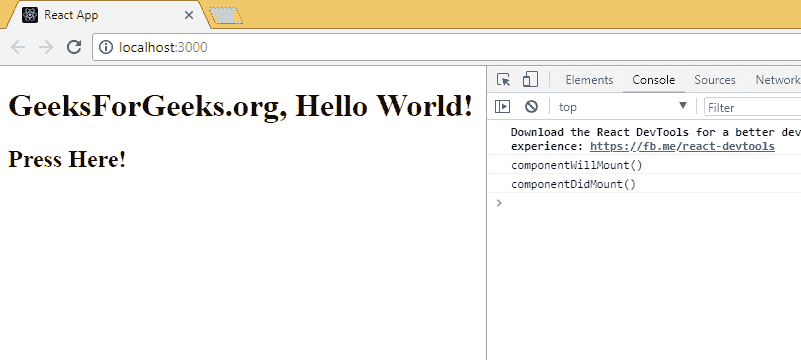 React App
localhost:3000
GeeksForGeeks.org, Hello World!
Press Here!
Elements Console Sources Network
top Filter
Download the React DevTools for a better dev
experience: https://fb.me/react-devtools
componentWillMount()
componentDidMount()